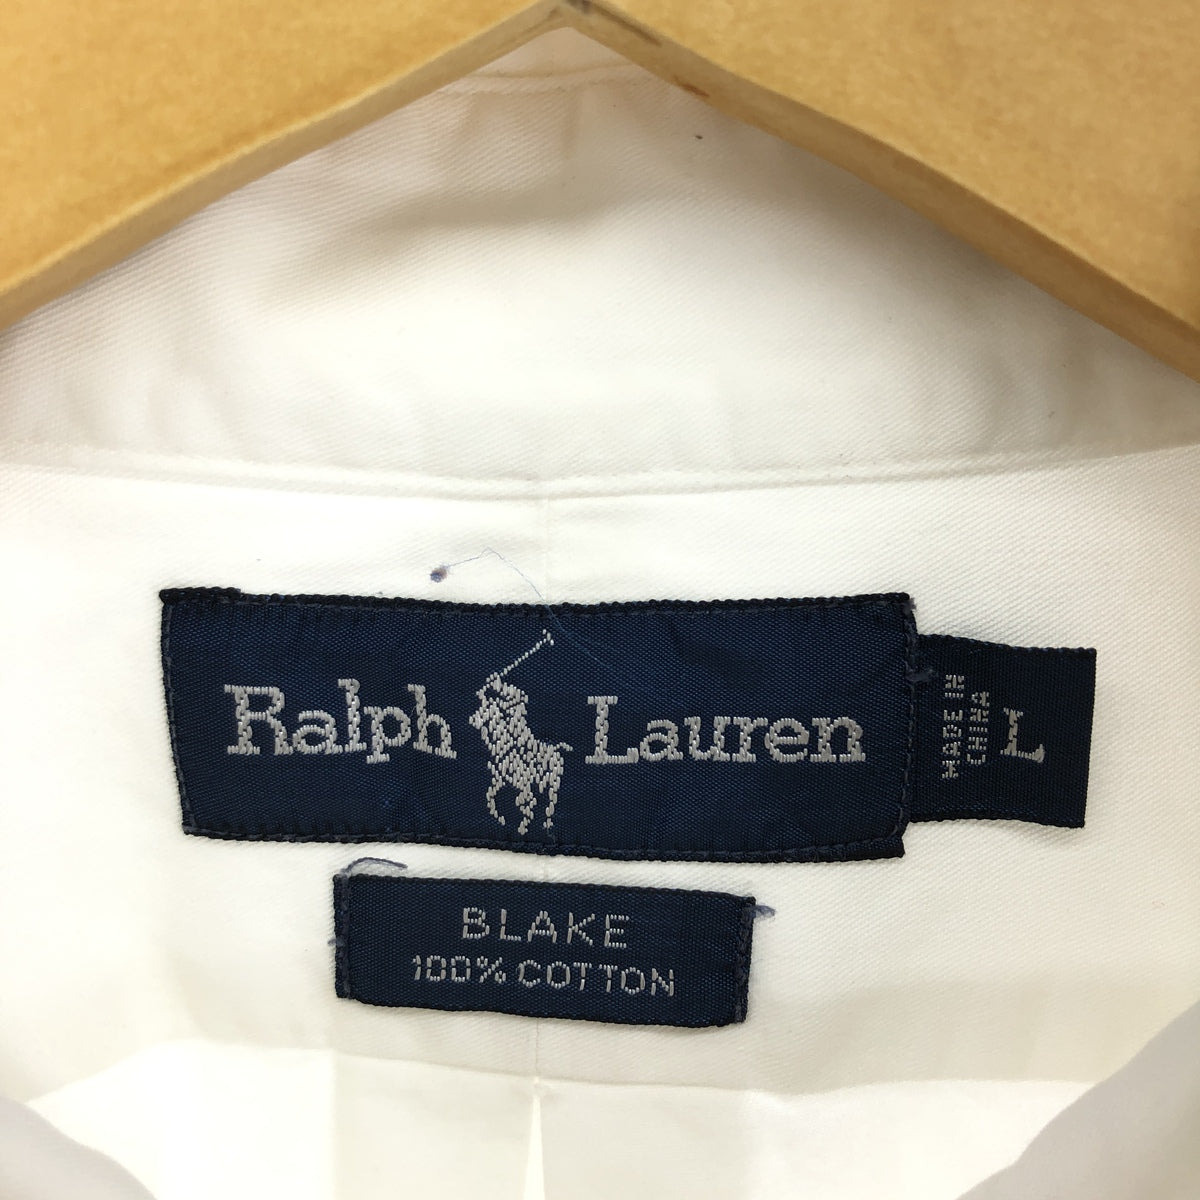 Ralph Lauren
MADE IN
CHINA
L
BLAKE
100% COTTON